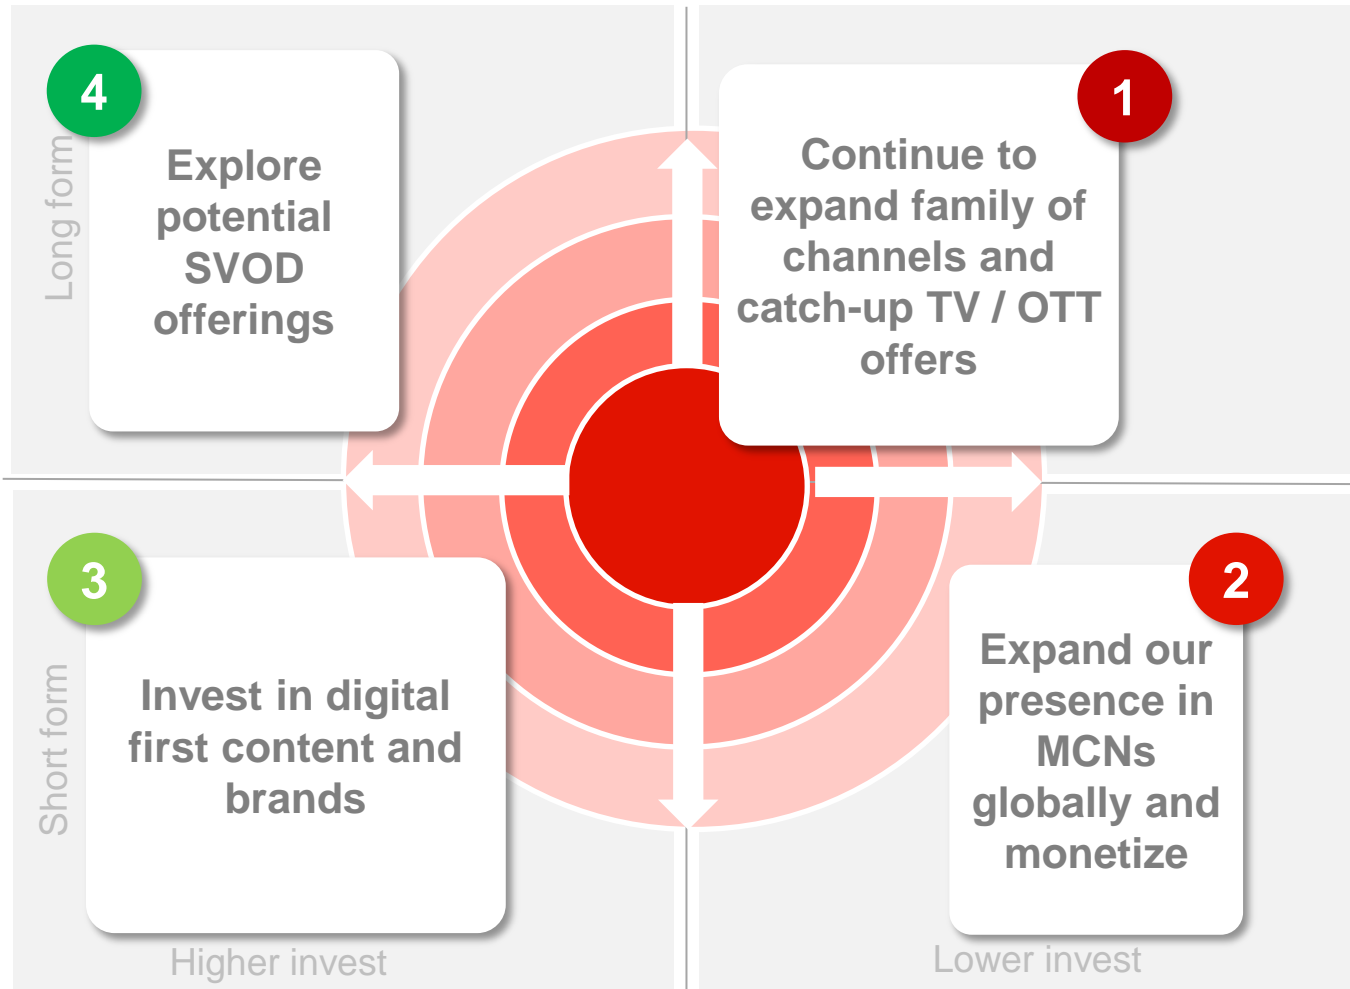 4
Long form
Explore
potential
SVOD
offerings
1
Continue to
expand family of
channels and
catch-up TV / OTT
offers
3
Short form
Invest in digital
first content and
brands
2
Expand our
presence in
MCNs
globally and
monetize
Higher invest
Lower invest